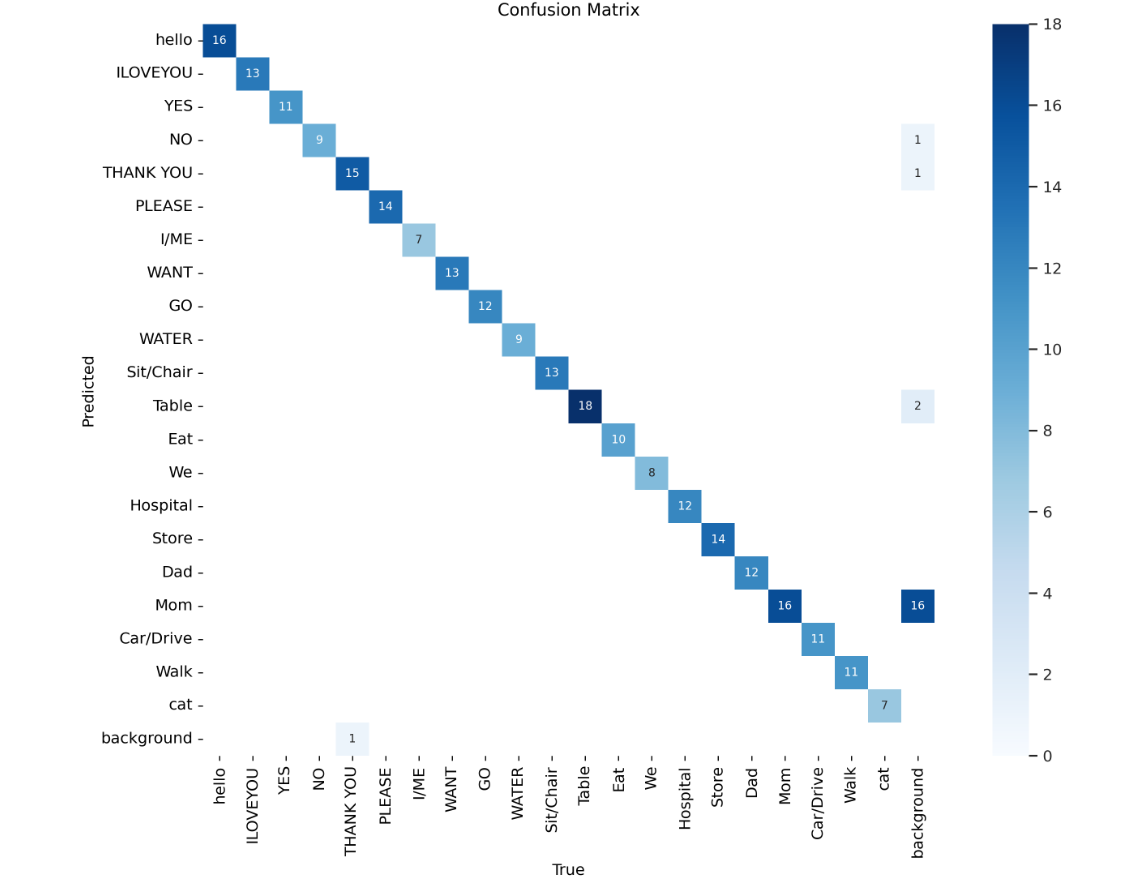 Confusion Matrix
hello 16
ILOVEYOU 13
YES 11
NO 9 1
THANK YOU 15 1
PLEASE 14
I/ME 7
WANT 13
GO 12
WATER 9
Sit/Chair 13
Table 18 2
Eat 10
We 8
Hospital 12
Store 14
Dad 12
Mom 16 16
Car/Drive 11
Walk 11
cat 7
background 1
Predicted
hello
ILOVEYOU
YES
NO
THANK YOU
PLEASE
I/ME
WANT
GO
WATER
Sit/Chair
Table
Eat
We
Hospital
Store
Dad
Mom
Car/Drive
Walk
cat
background
True
18
16
14
12
10
8
6
4
2
0